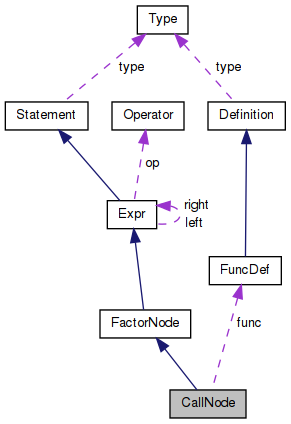 Type
type
type
Statement
Operator
Definition
op
Expr
right
left
FuncDef
FactorNode
func
CallNode